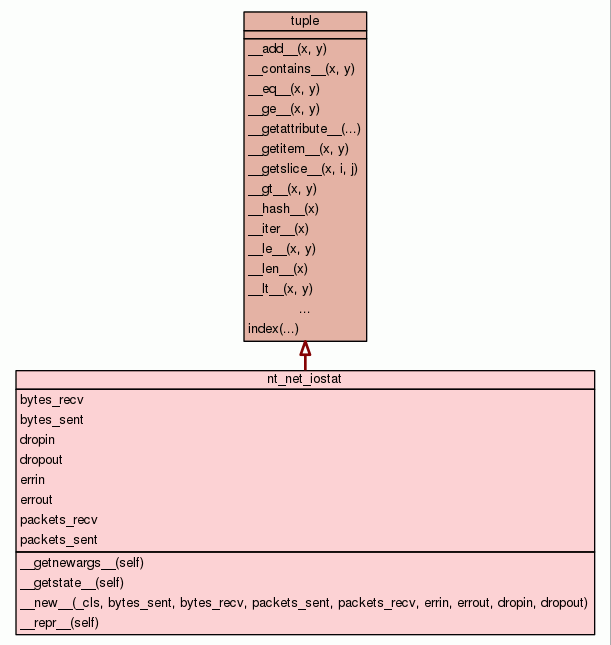 tuple
__add__(x, y)
__contains__(x, y)
__eq__(x, y)
__ge__(x, y)
__getattribute__(...)
__getitem__(x, y)
__getslice__(x, i, j)
__gt__(x, y)
__hash__(x)
__iter__(x)
__le__(x, y)
__len__(x)
__lt__(x, y)
...
index(...)
nt_net_iostat
bytes_recv
bytes_sent
dropin
dropout
errin
errout
packets_recv
packets_sent
__getnewargs__(self)
__getstate__(self)
__new__(_cls, bytes_sent, bytes_recv, packets_sent, packets_recv, errin, errout, dropin, dropout)
__repr__(self)